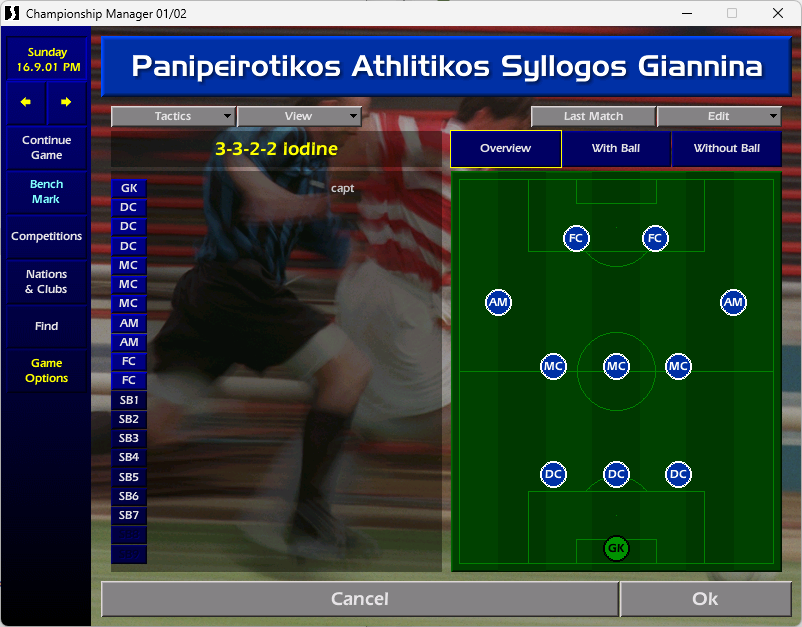 Championship Manager 01/02
Sunday
16.9.01 PM
Panipeirotikos Athlitikos Syllogos Giannina
Tactics
View
Last Match
Edit
Continue
Game
3-3-2-2 iodine
Overview
With Ball
Without Ball
Bench
Mark
Competitions
Nations
& Clubs
Find
Game
Options
GK
capt
DC
DC
DC
MC
MC
MC
AM
AM
FC
FC
SB1
SB2
SB3
SB4
SB5
SB6
SB7
FC FC
AM AM
MC MC MC
DC DC DC
GK
Cancel
Ok